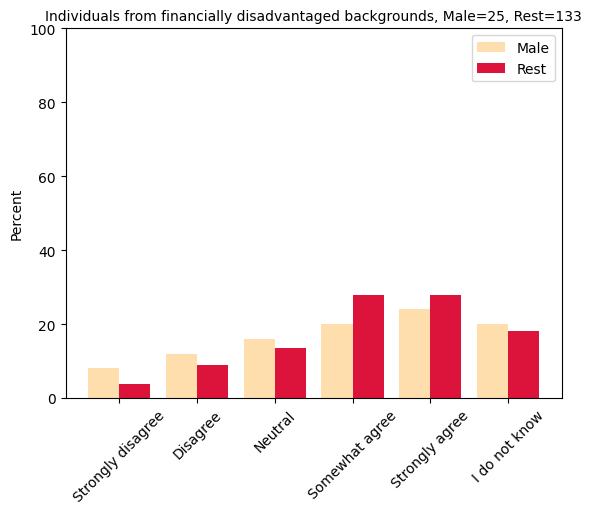 Individuals from financially disadvantaged backgrounds, Male=25, Rest=133
Male
Rest
Percent
100
80
60
40
20
0
Strongly disagree
Disagree
Neutral
Somewhat agree
Strongly agree
I do not know